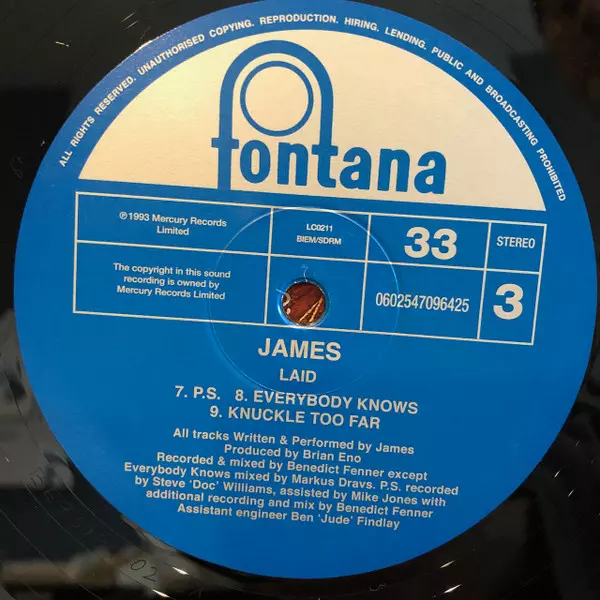 ALL RIGHTS RESERVED. UNAUTHORISED COPYING. REPRODUCTION. HIRING. LENDING. PUBLIC AND BROADCASTING PROHIBITED
fontana
℗ 1993 Mercury Records
Limited
LC0211
BIEM/SDRM
33
STEREO
The copyright in this sound
recording is owned by
Mercury Records Limited
0602547096425
3
JAMES
LAID
7. P.S. 8. EVERYBODY KNOWS
9. KNUCKLE TOO FAR
All tracks Written & Performed by James
Produced by Brian Eno
Recorded & mixed by Benedict Fenner except
Everybody Knows mixed by Markus Dravs. P.S. recorded
by Steve ‘Doc’ Williams, assisted by Mike Jones with
additional recording and mix by Benedict Fenner
Assistant engineer Ben ‘Jude’ Findlay